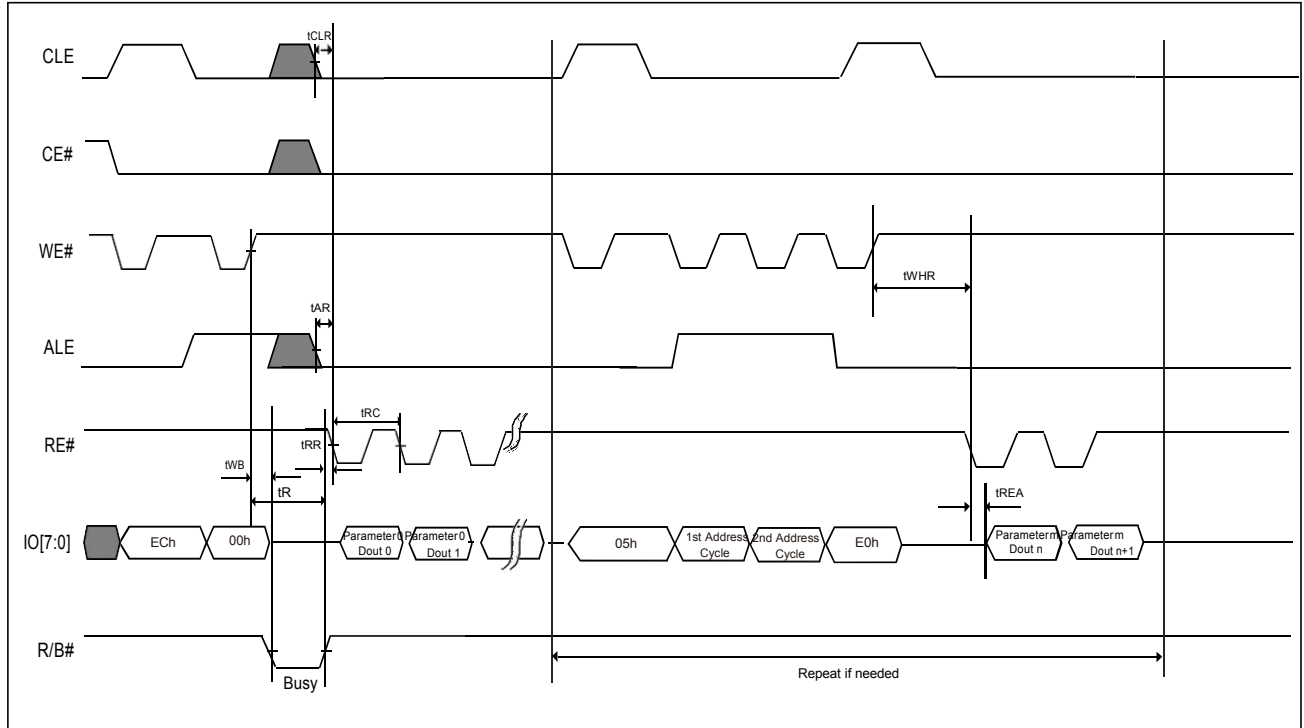 tCLR
CLE
CE#
WE#
tWHR
tAR
ALE
tRC
tRR
RE#
tWB
tR
tREA
IO[7:0]
ECh
00h
Parameter0
Dout 0
Parameter0
Dout 1
05h
1st Address
Cycle
2nd Address
Cycle
E0h
Parameterm
Dout n
Parameterm
Dout n+1
R/B#
Busy
Repeat if needed